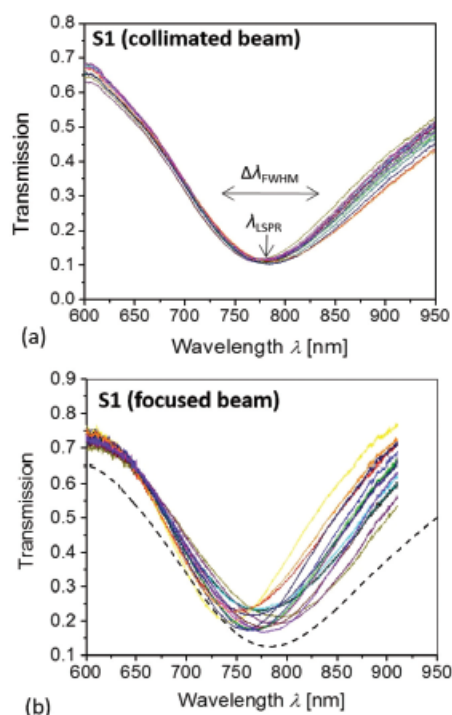 S1 (collimated beam)
0.8
0.7
0.6
0.5
0.4
0.3
0.2
0.1
0.0
Transmission
ΔλFWHM
λLSPR
600 650 700 750 800 850 900 950
Wavelength λ [nm]
(a)
S1 (focused beam)
0.9
0.8
0.7
0.6
0.5
0.4
0.3
0.2
0.1
Transmission
600 650 700 750 800 850 900 950
Wavelength λ [nm]
(b)